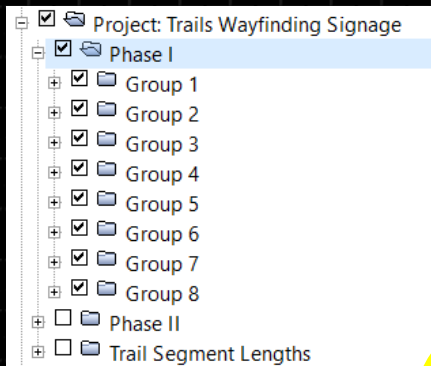 Project: Trails Wayfinding Signage
Phase I
Group 1
Group 2
Group 3
Group 4
Group 5
Group 6
Group 7
Group 8
Phase II
Trail Segment Lengths